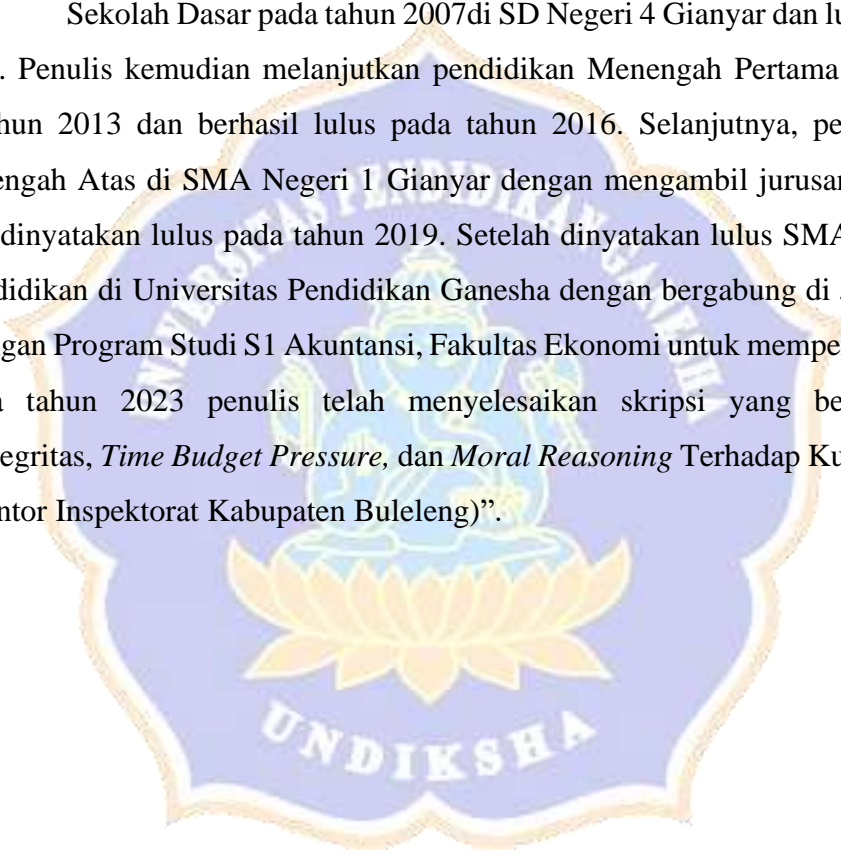 Sekolah Dasar pada tahun 2007di SD Negeri 4 Gianyar dan lu
. Penulis kemudian melanjutkan pendidikan Menengah Pertama
hun 2013 dan berhasil lulus pada tahun 2016. Selanjutnya, pe
engah Atas di SMA Negeri 1 Gianyar dengan mengambil jurusan
dinyatakan lulus pada tahun 2019. Setelah dinyatakan lulus SMA
didikan di Universitas Pendidikan Ganesha dengan bergabung di
gan Program Studi S1 Akuntansi, Fakultas Ekonomi untuk mempe
a tahun 2023 penulis telah menyelesaikan skripsi yang be
egritas, Time Budget Pressure, dan Moral Reasoning Terhadap Ku
ntor Inspektorat Kabupaten Buleleng)”.
UNIVERSITAS PENDIDIKAN GANESHA
UNDIKSHA